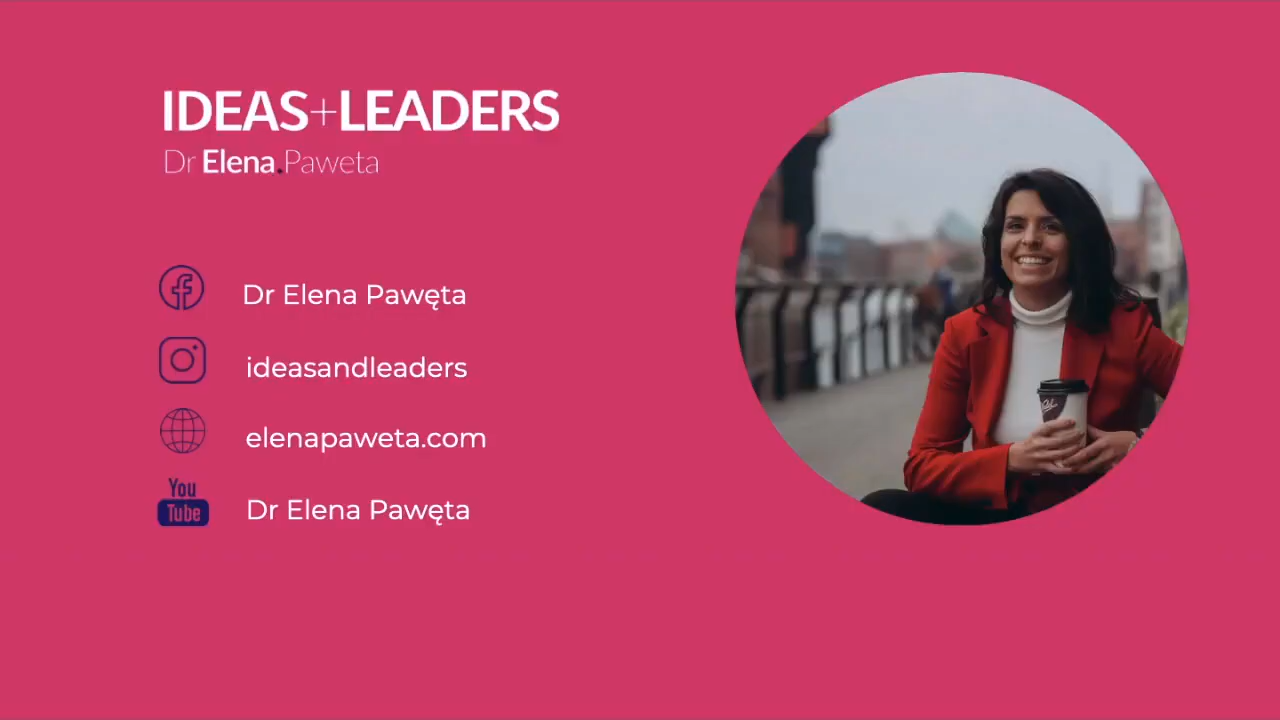 IDEAS+LEADERS
Dr Elena.Paweta
Dr Elena Pawęta
ideasandleaders
elenapaweta.com
You
Tube
Dr Elena Pawęta